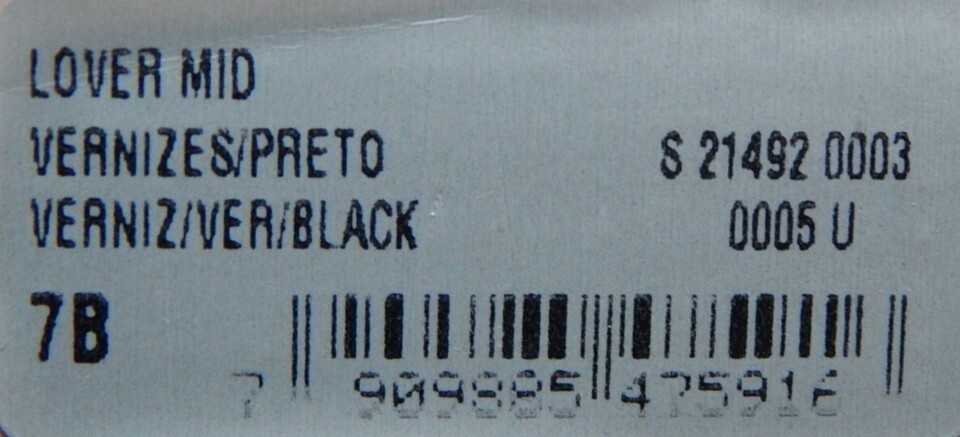 LOVER MID
VERNIZES/PRETO S 21492 0003
VERNIZ/VER/BLACK 0005 U
7B
7 909885 475916